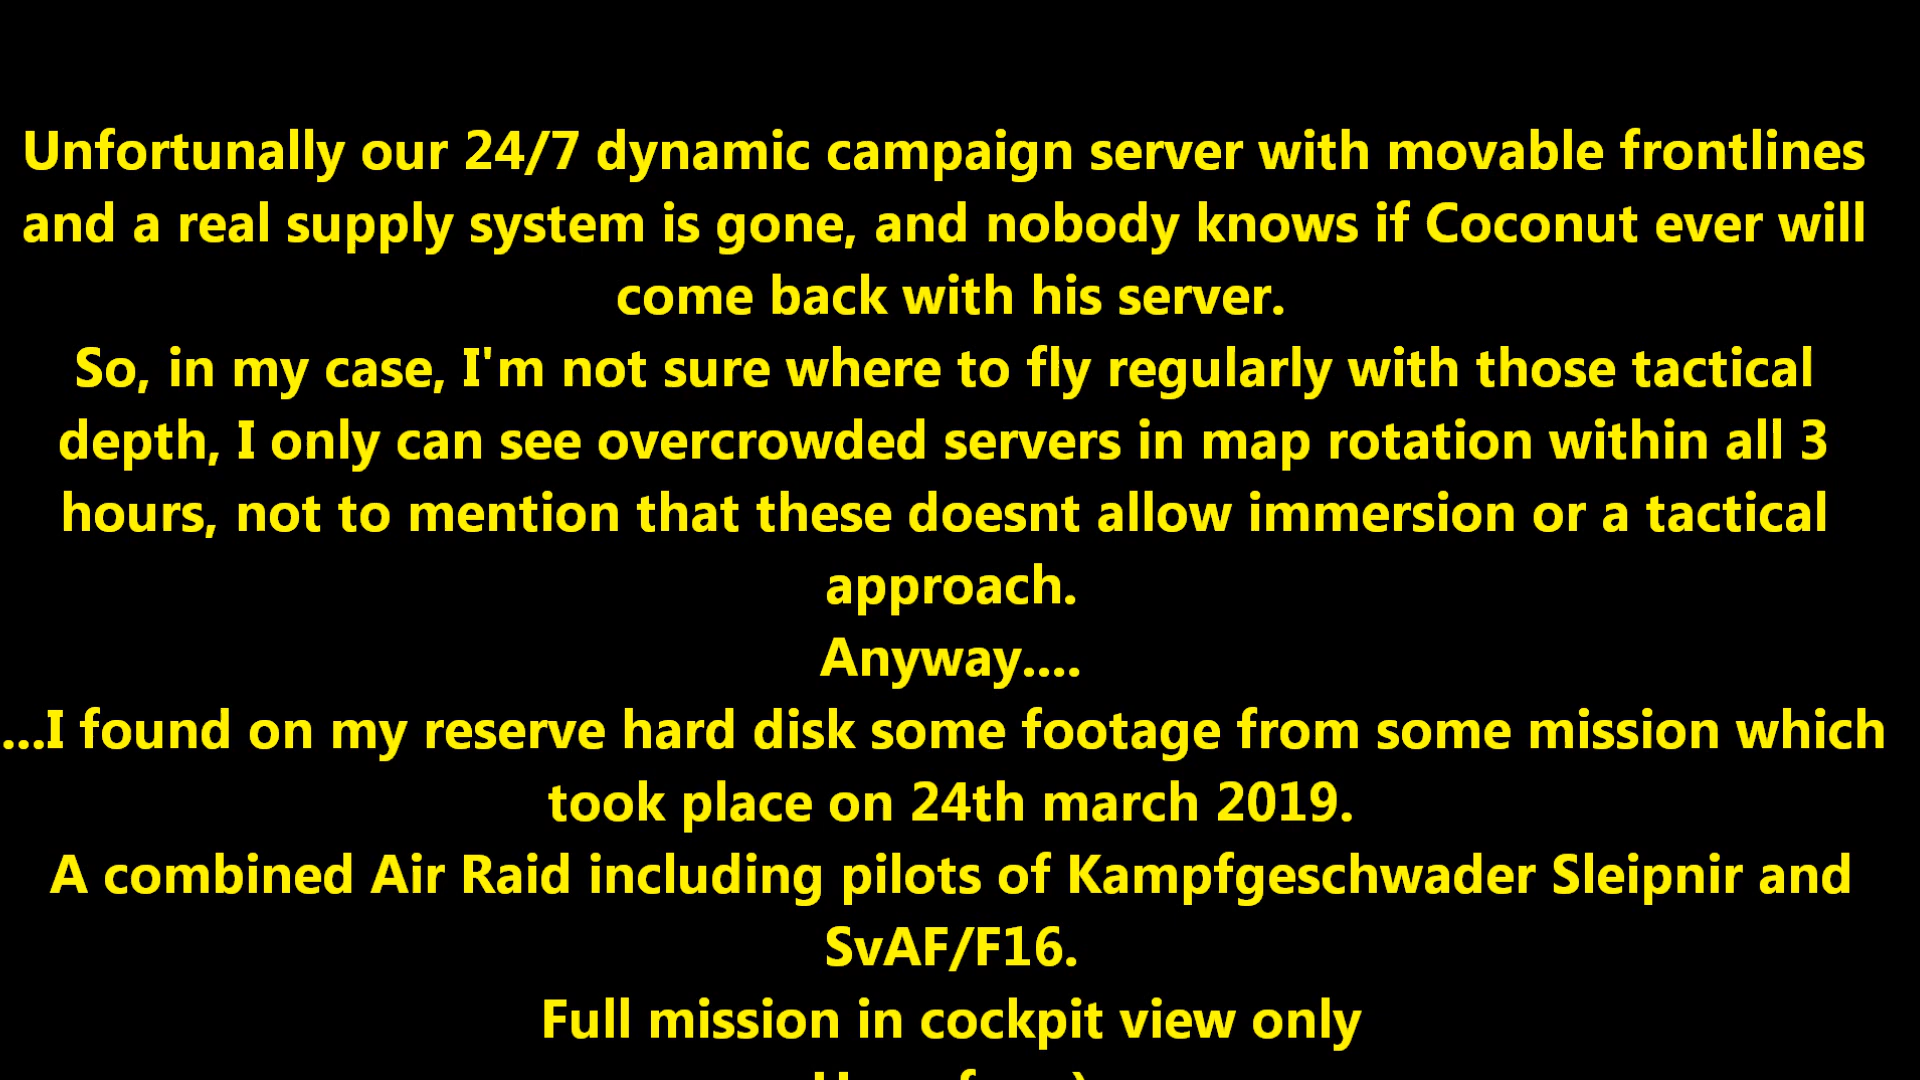 Unfortunally our 24/7 dynamic campaign server with movable frontlines
and a real supply system is gone, and nobody knows if Coconut ever will
come back with his server.
So, in my case, I'm not sure where to fly regularly with those tactical
depth, I only can see overcrowded servers in map rotation within all 3
hours, not to mention that these doesnt allow immersion or a tactical
approach.
Anyway....
...I found on my reserve hard disk some footage from some mission which
took place on 24th march 2019.
A combined Air Raid including pilots of Kampfgeschwader Sleipnir and
SvAF/F16.
Full mission in cockpit view only